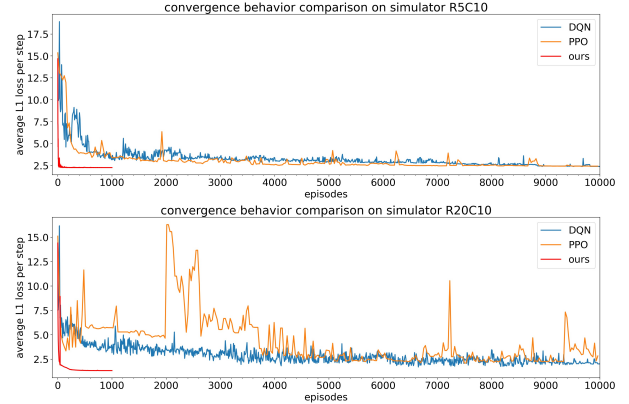 convergence behavior comparison on simulator R5C10
average L1 loss per step
17.5
15.0
12.5
10.0
7.5
5.0
2.5
DQN
PPO
ours
0 1000 2000 3000 4000 5000 6000 7000 8000 9000 10000
episodes
convergence behavior comparison on simulator R20C10
average L1 loss per step
15.0
12.5
10.0
7.5
5.0
2.5
DQN
PPO
ours
0 1000 2000 3000 4000 5000 6000 7000 8000 9000 10000
episodes